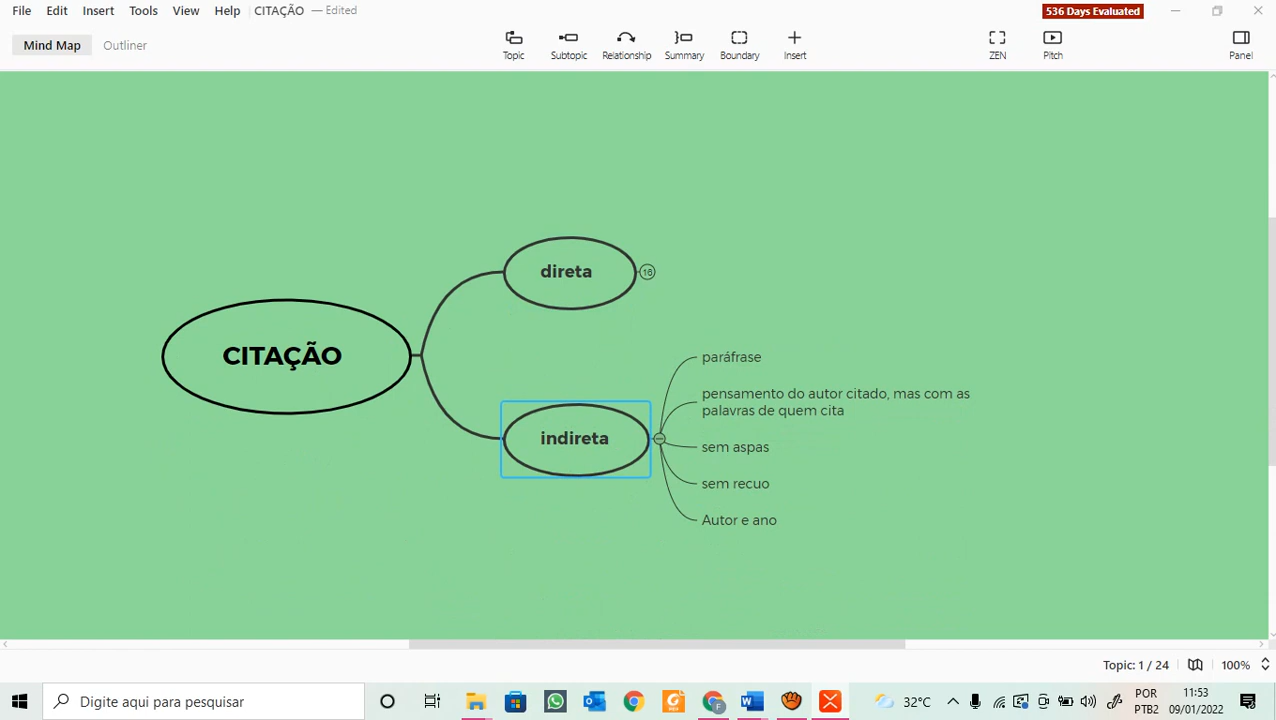 File Edit Insert Tools View Help CITAÇÃO — Edited 536 Days Evaluated
Mind Map Outliner
Topic Subtopic Relationship Summary Boundary Insert ZEN Pitch Panel
direta 16
CITAÇÃO
paráfrase
pensamento do autor citado, mas com as
palavras de quem cita
indireta
sem aspas
sem recuo
Autor e ano
Topic: 1 / 24 100%
Digite aqui para pesquisar
32°C
POR
PTB2
11:53
09/01/2022